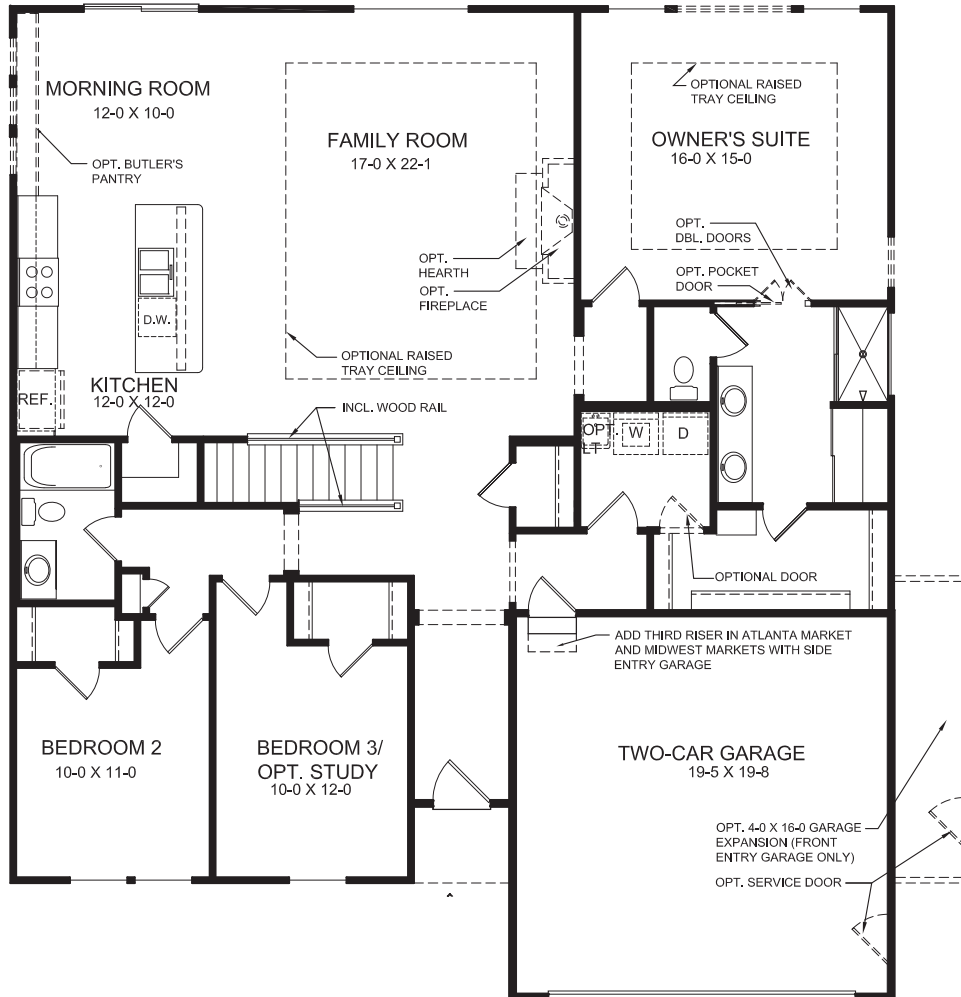 MORNING ROOM
12-0 X 10-0
OPT. BUTLER'S
PANTRY
FAMILY ROOM
17-0 X 22-1
OPTIONAL RAISED
TRAY CEILING
OWNER'S SUITE
16-0 X 15-0
OPT.
DBL. DOORS
OPT. POCKET
DOOR
OPT.
HEARTH
OPT.
FIREPLACE
D.W.
OPTIONAL RAISED
TRAY CEILING
KITCHEN
12-0 X 12-0
REF.
INCL. WOOD RAIL
OPT.
LT
W
D
OPTIONAL DOOR
ADD THIRD RISER IN ATLANTA MARKET
AND MIDWEST MARKETS WITH SIDE
ENTRY GARAGE
BEDROOM 2
10-0 X 11-0
BEDROOM 3/
OPT. STUDY
10-0 X 12-0
TWO-CAR GARAGE
19-5 X 19-8
OPT. 4-0 X 16-0 GARAGE
EXPANSION (FRONT
ENTRY GARAGE ONLY)
OPT. SERVICE DOOR